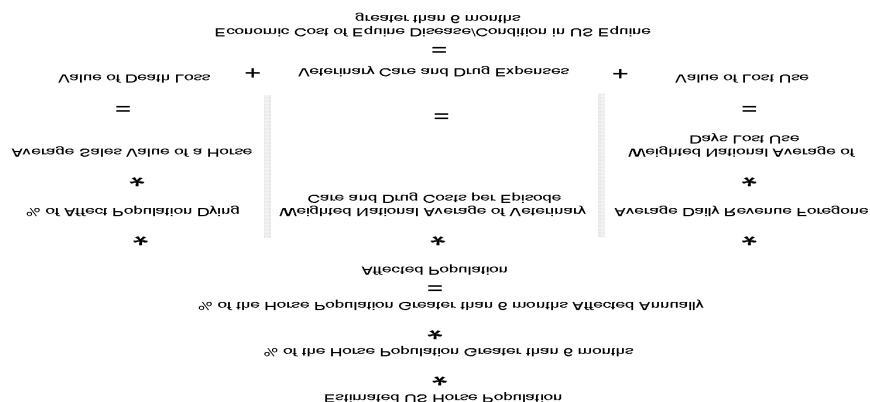 Estimated US Horse Population
*
% of the Horse Population Greater than 6 months
*
% of the Horse Population Greater than 6 months Affected Annually
=
Affected Population
* * *
% of Affect Population Dying
*
Average Sales Value of a Horse
=
Value of Death Loss
+
Weighted National Average of Veterinary
Care and Drug Costs per Episode
=
Veterinary Care and Drug Expenses
+
Average Daily Revenue Foregone
*
Weighted National Average of
Days Lost Use
=
Value of Lost Use
=
Economic Cost of Equine Disease/Condition in US Equine
greater than 6 months